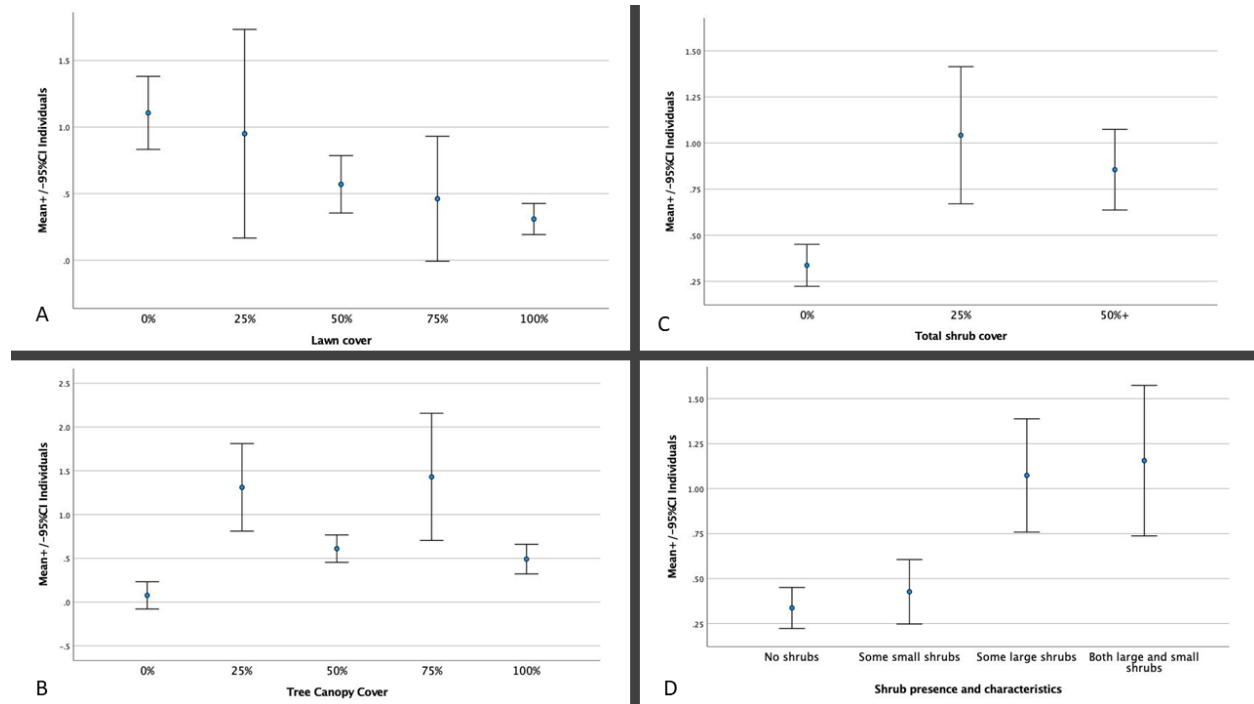 Mean+/-95%CI Individuals
1.5
1.0
.5
.0
0% 25% 50% 75% 100%
Lawn cover
A
Mean+/-95%CI Individuals
1.50
1.25
1.00
.75
.50
.25
0% 25% 50%+
Total shrub cover
C
Mean+/-95%CI Individuals
2.5
2.0
1.5
1.0
.5
.0
-.5
0% 25% 50% 75% 100%
Tree Canopy Cover
B
Mean+/-95%CI Individuals
1.50
1.25
1.00
.75
.50
.25
No shrubs Some small shrubs Some large shrubs Both large and small
shrubs
Shrub presence and characteristics
D